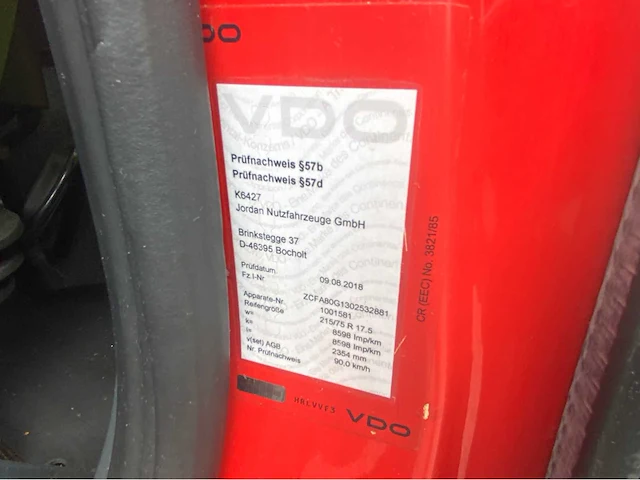 VDO
VDO
Prüfnachweis §57b
Prüfnachweis §57d
K6427
Jordan Nutzfahrzeuge GmbH
Brinkstegge 37
D-46395 Bocholt
Prüfdatum 09.08.2018
Fz.I-Nr
ZCFA80G1302532881
Apparate-Nr. 1001581
Reifengröße 215/75 R 17.5
w= 8598 Imp/km
k= 8598 Imp/km
l= 2354 mm
v(set) AGB 90.0 km/h
Nr. Prüfnachweis
CR (EEC) No. 3821/85
VDO